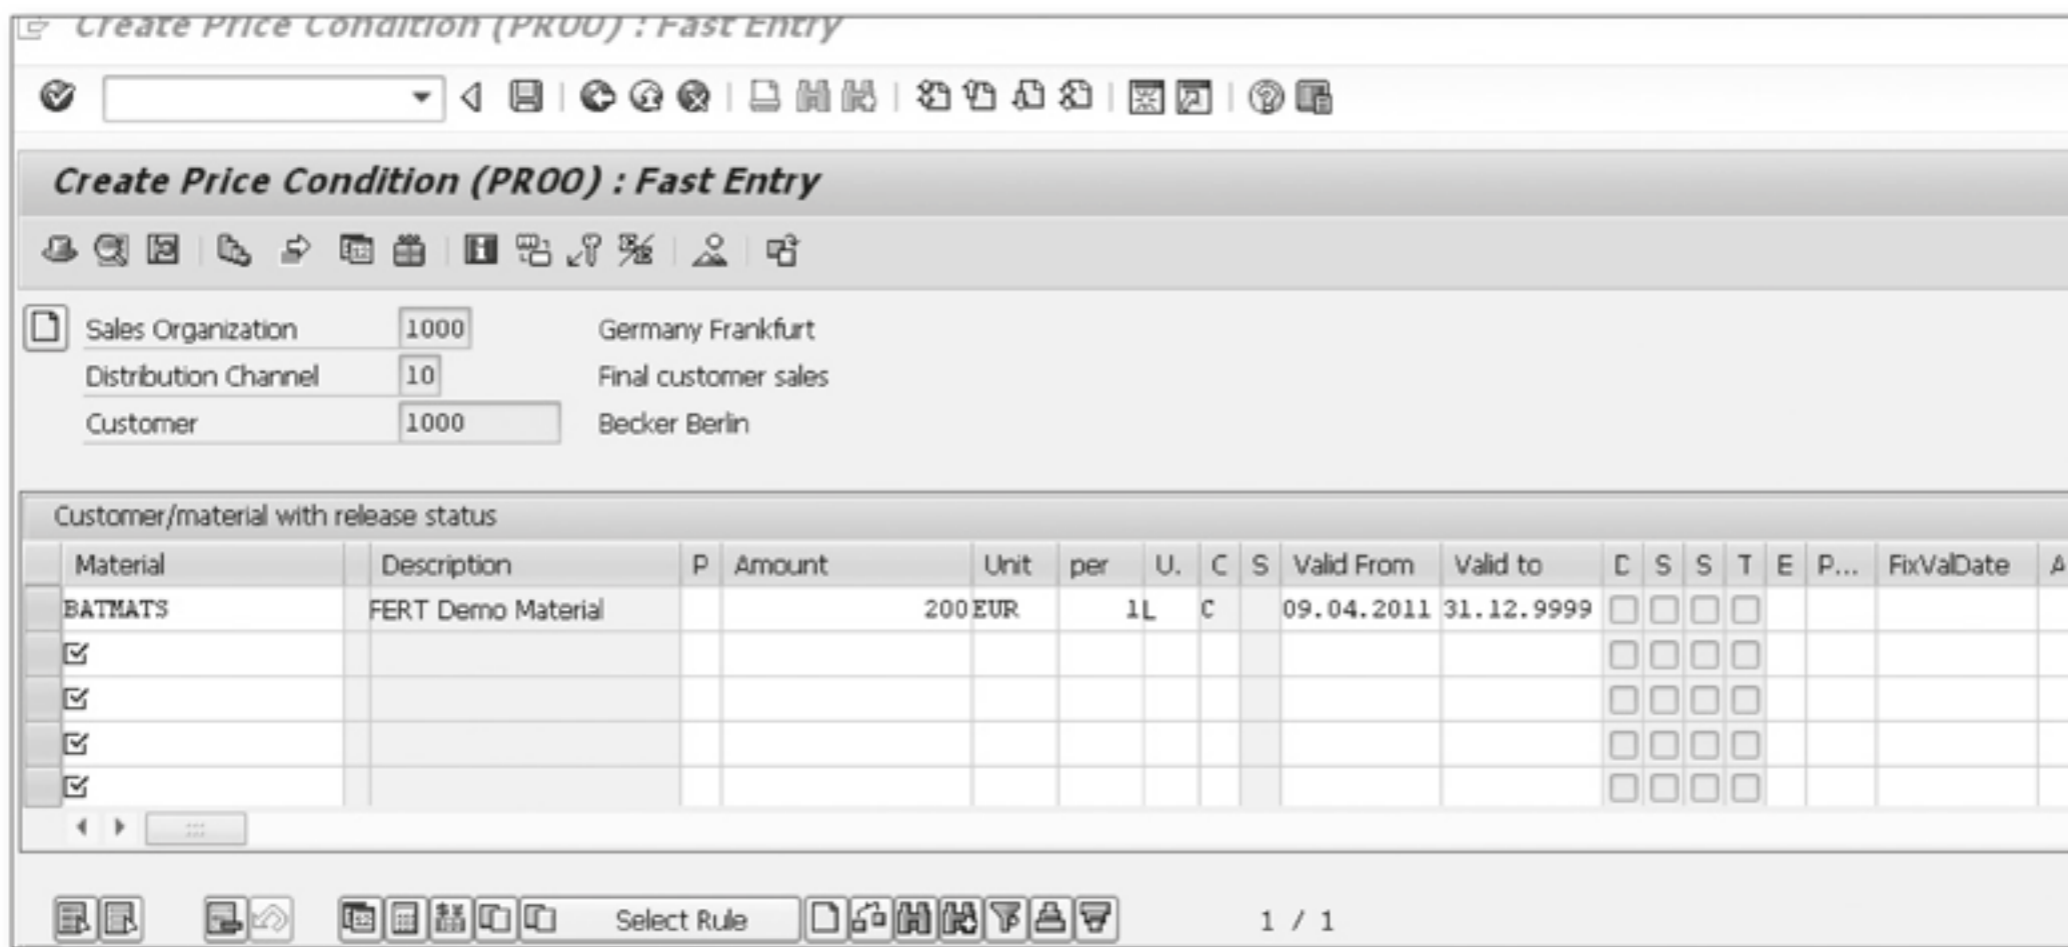 Create Price Condition (PR00) : Fast Entry
Create Price Condition (PR00) : Fast Entry
Sales Organization 1000 Germany Frankfurt
Distribution Channel 10 Final customer sales
Customer 1000 Becker Berlin
Customer/material with release status
Material Description P Amount Unit per U. C S Valid From Valid to D S S T E P... FixValDate A
BATMATS FERT Demo Material 200 EUR 1 L C 09.04.2011 31.12.9999
Select Rule 1 / 1